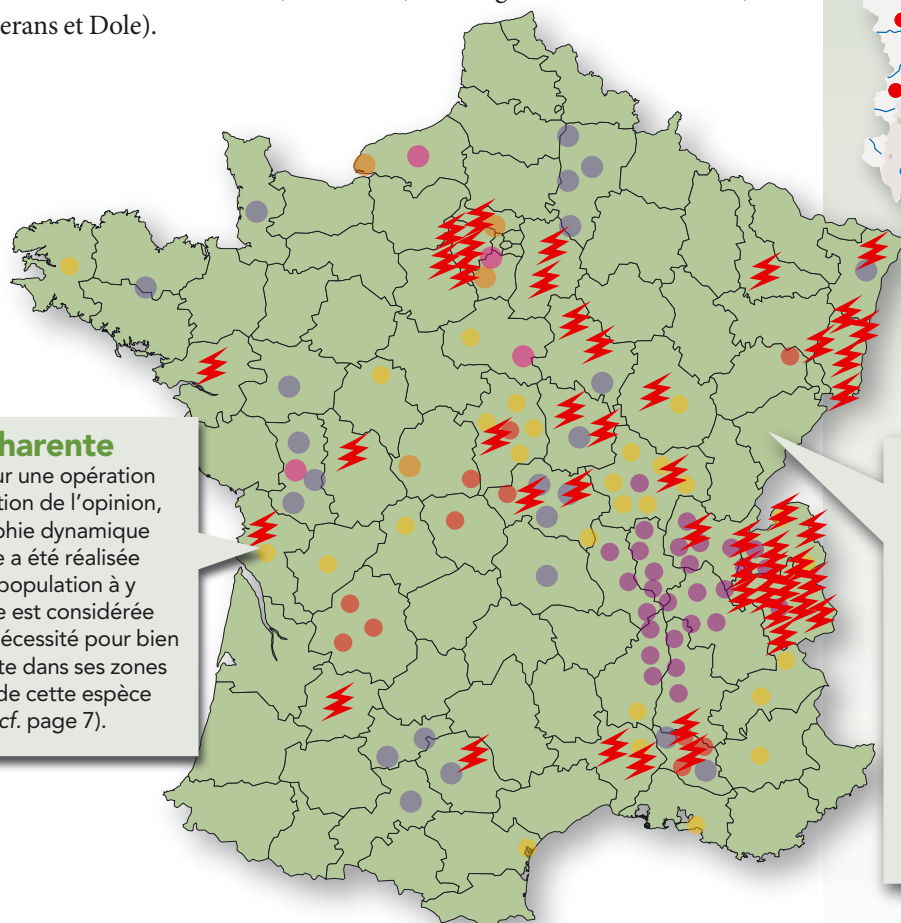 erans et Dole).
harente
ur une opération
tion de l'opinion,
phie dynamique
e a été réalisée
population à y
e est considérée
nécessité pour bien
te dans ses zones
de cette espèce
cf. page 7).